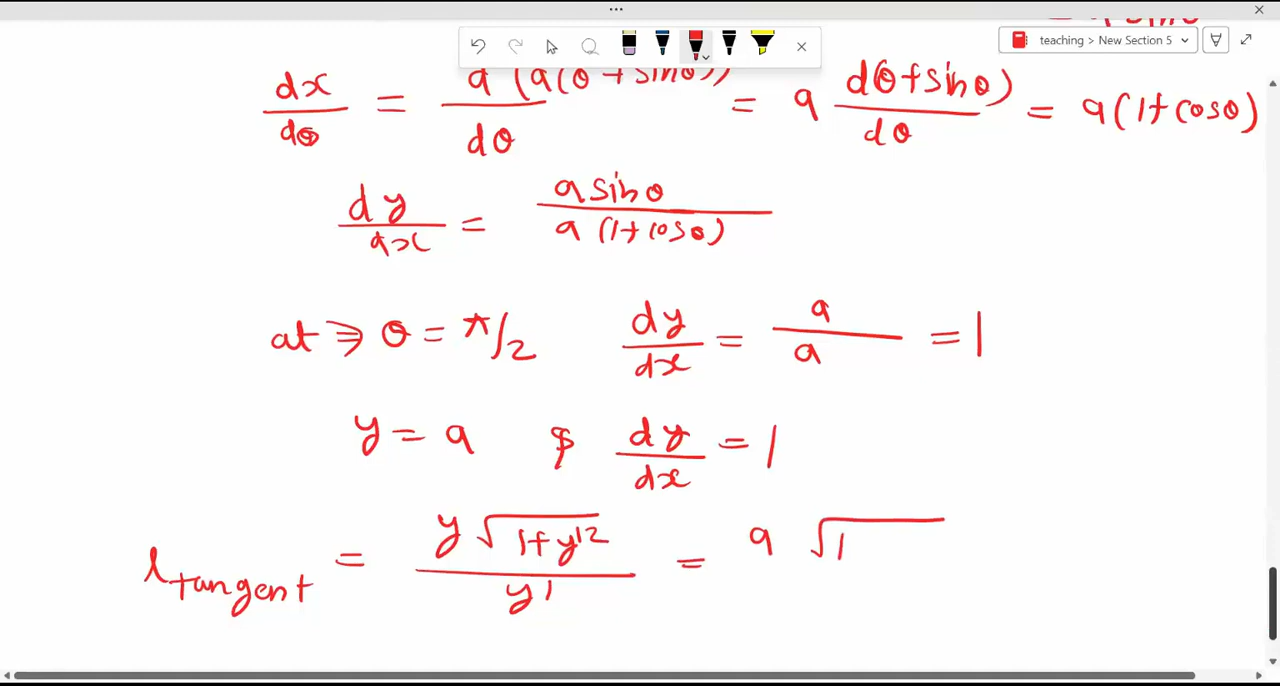 ...
teaching > New Section 5
dx/dθ = d(a(θ+sinθ))/dθ = a d(θ+sinθ)/dθ = a(1+cosθ)
dy/dx = a sinθ / a(1+cosθ)
at ⇒ θ = π/2 dy/dx = a/a = 1
y = a & dy/dx = 1
l tangent = y√(1+y'²) / y' = a √1